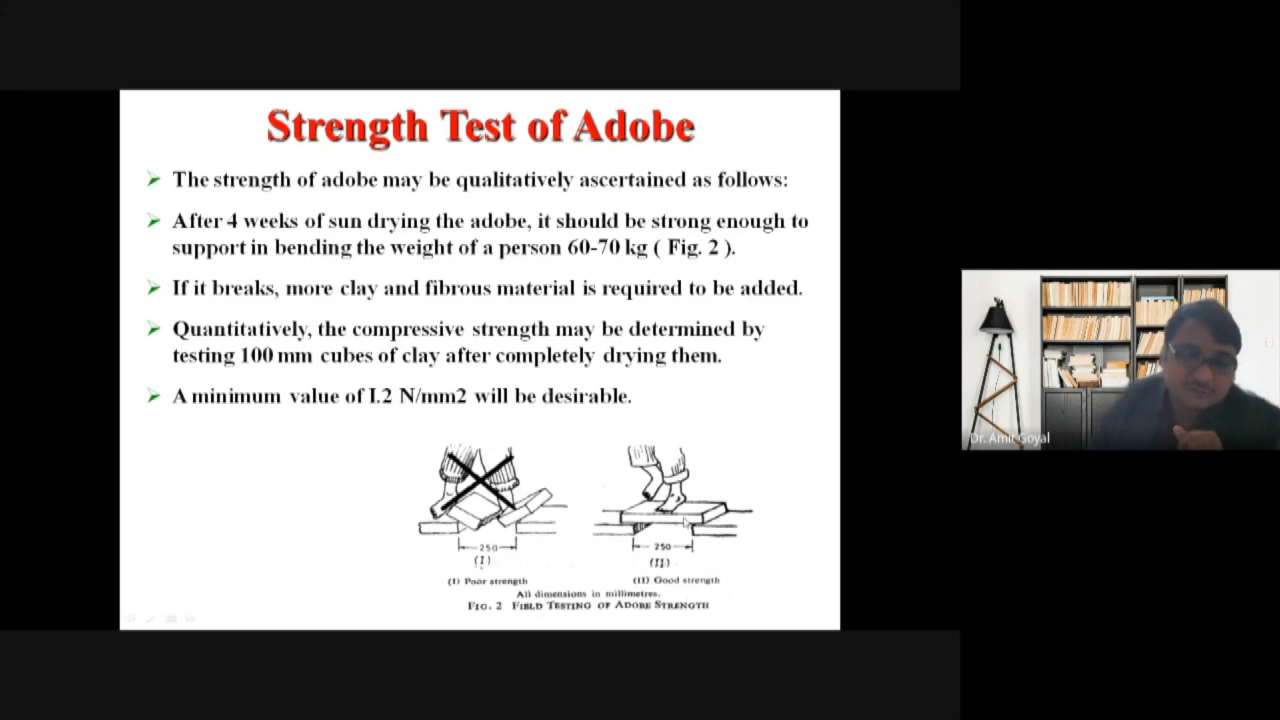 Strength Test of Adobe
The strength of adobe may be qualitatively ascertained as follows:
After 4 weeks of sun drying the adobe, it should be strong enough to
support in bending the weight of a person 60-70 kg ( Fig. 2 ).
If it breaks, more clay and fibrous material is required to be added.
Quantitatively, the compressive strength may be determined by
testing 100 mm cubes of clay after completely drying them.
A minimum value of I.2 N/mm2 will be desirable.
250
(I)
(I) Poor strength
250
(II)
(II) Good strength
All dimensions in millimetres.
FIG. 2 FIELD TESTING OF ADOBE STRENGTH
Dr. Amit Goyal